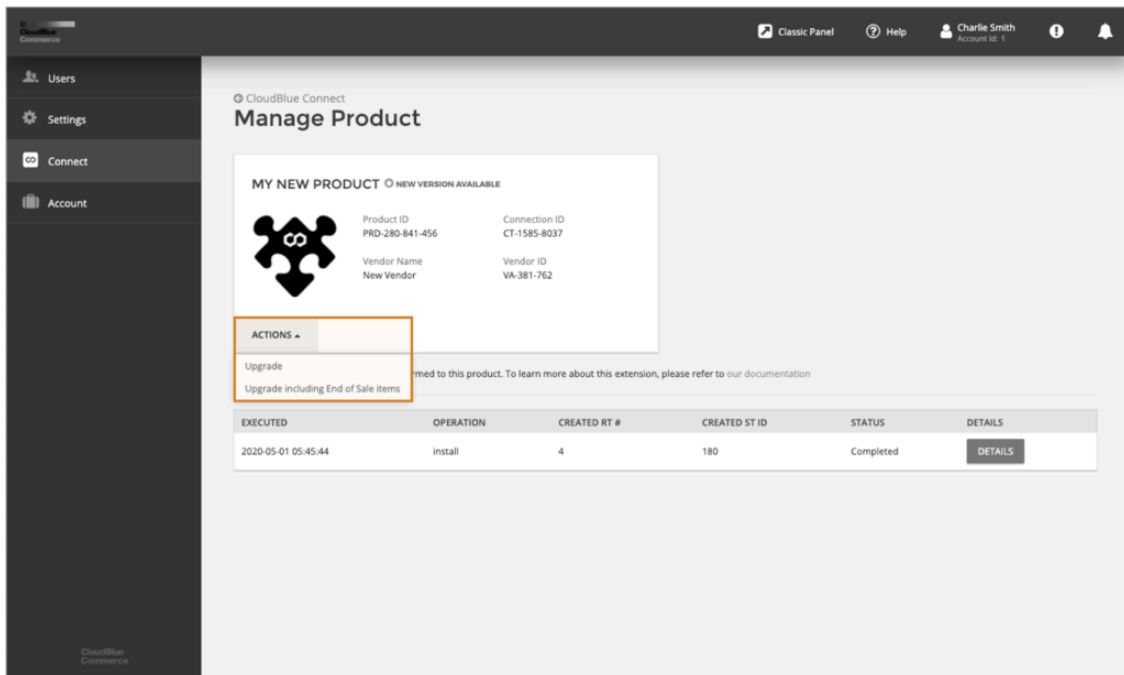 CloudBlue
Commerce
Classic Panel
Help
Charlie Smith
Account Id: 1
Users
Settings
Connect
Account
CloudBlue Connect
Manage Product
MY NEW PRODUCT NEW VERSION AVAILABLE
Product ID
PRD-280-841-456
Connection ID
CT-1585-8037
Vendor Name
New Vendor
Vendor ID
VA-381-762
ACTIONS
Upgrade
Upgrade including End of Sale items
rmed to this product. To learn more about this extension, please refer to our documentation
EXECUTED OPERATION CREATED RT # CREATED ST ID STATUS DETAILS
2020-05-01 05:45:44 install 4 180 Completed DETAILS
CloudBlue
Commerce